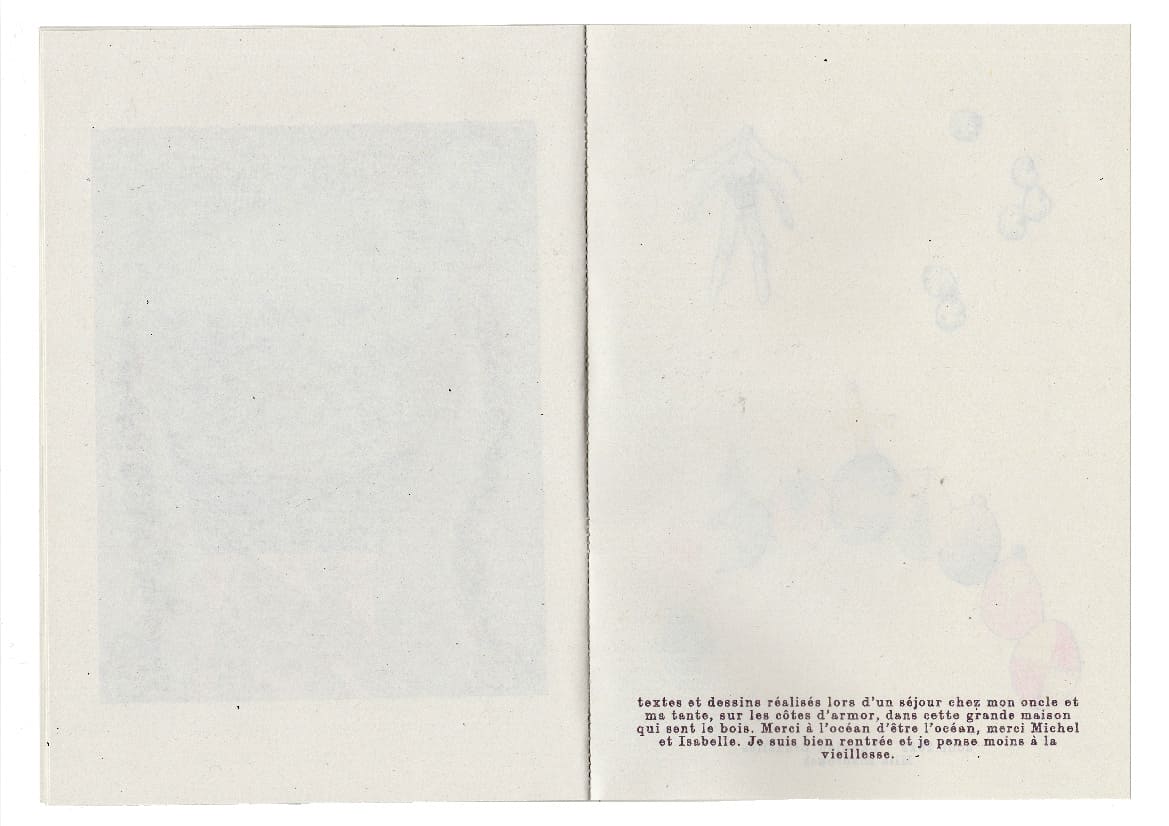 textes et dessins réalisés lors d'un séjour chez mon oncle et
ma tante, sur les côtes d'armor, dans cette grande maison
qui sent le bois. Merci à l'océan d'être l'océan, merci Michel
et Isabelle. Je suis bien rentrée et je pense moins à la
vieillesse.